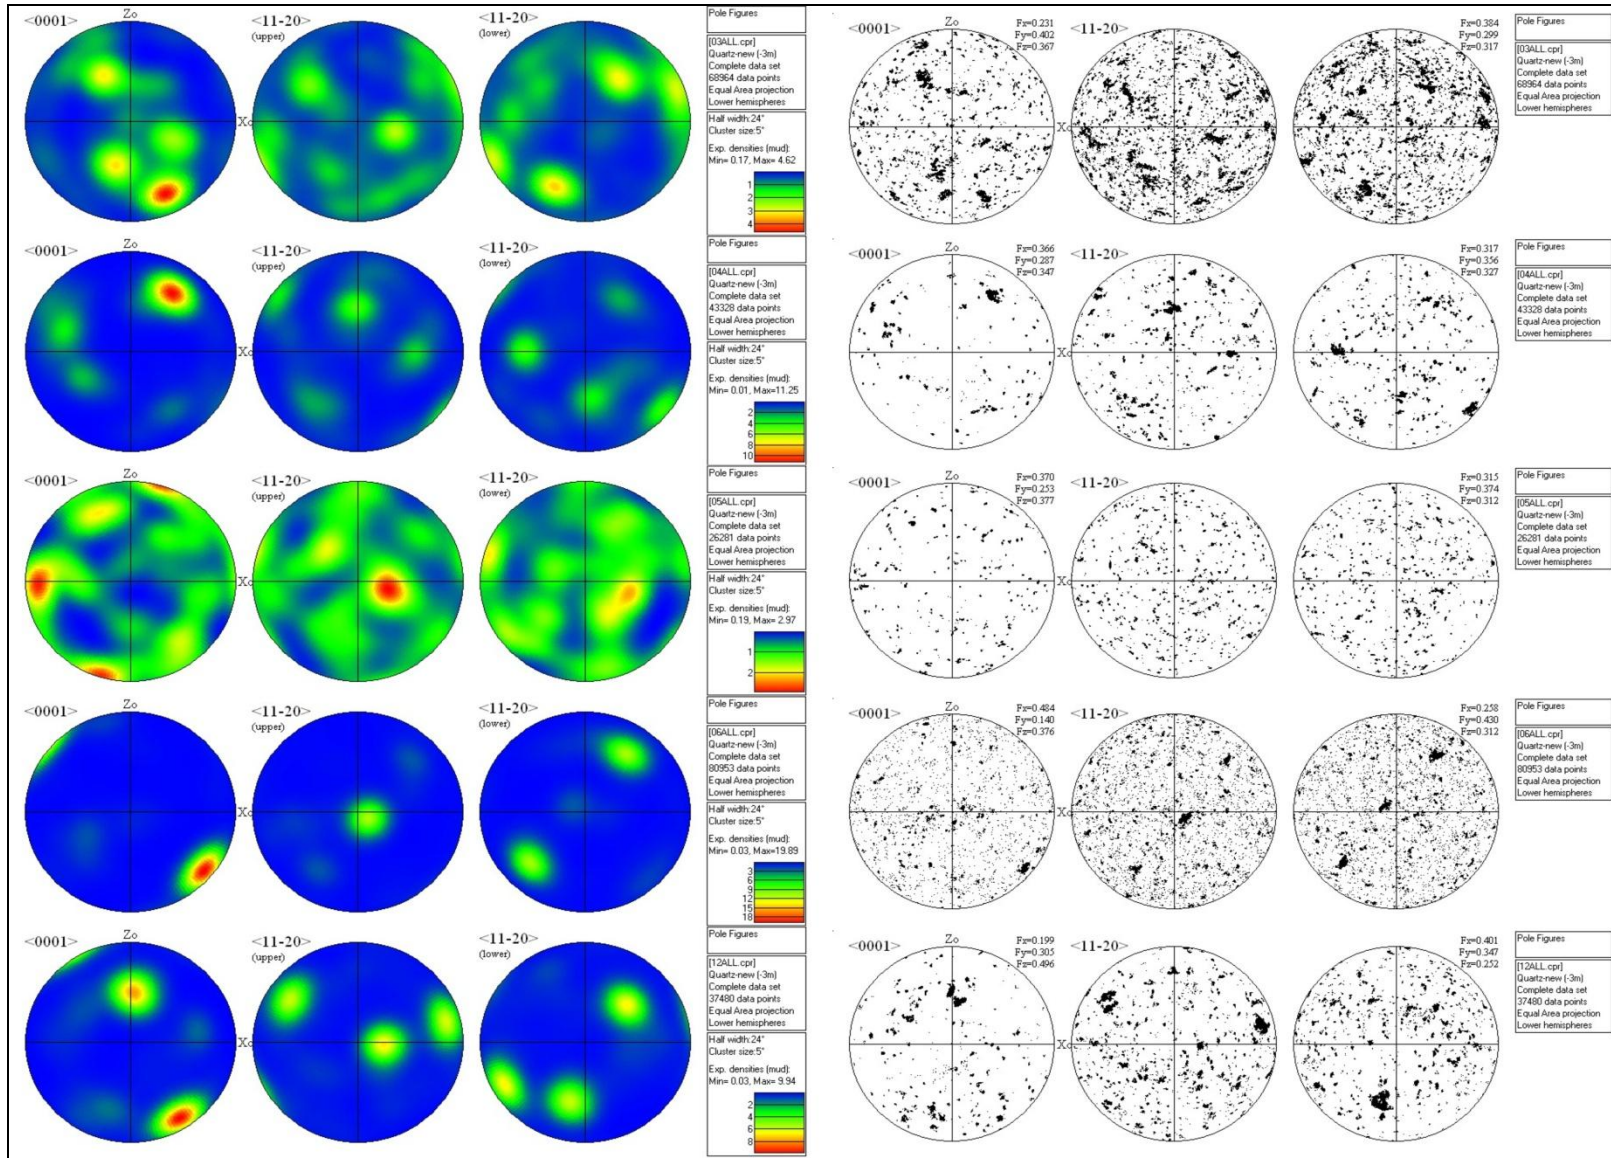 <0001>
Zo
<11-20>
(upper)
<11-20>
(lower)
Xo
Pole Figures
[03ALL.cpr]
Quartz-new (-3m)
Complete data set
68964 data points
Equal Area projection
Lower hemispheres
Half width:24°
Cluster size:5°
Exp. densities (mud):
Min= 0.17, Max= 4.62
1
2
3
4
<0001>
Zo
Fx=0.231
Fy=0.402
Fz=0.367
<11-20>
Xo
Fx=0.384
Fy=0.299
Fz=0.317
Pole Figures
[03ALL.cpr]
Quartz-new (-3m)
Complete data set
68964 data points
Equal Area projection
Lower hemispheres
<0001>
Zo
<11-20>
(upper)
<11-20>
(lower)
Xo
Pole Figures
[04ALL.cpr]
Quartz-new (-3m)
Complete data set
43328 data points
Equal Area projection
Lower hemispheres
Half width:24°
Cluster size:5°
Exp. densities (mud):
Min= 0.01, Max=11.25
2
4
6
8
10
<0001>
Fx=0.366
Fy=0.287
Fz=0.347
<11-20>
Fx=0.317
Fy=0.356
Fz=0.327
Pole Figures
[04ALL.cpr]
Quartz-new (-3m)
Complete data set
43328 data points
Equal Area projection
Lower hemispheres
<0001>
Zo
<11-20>
(upper)
<11-20>
(lower)
Xo
Pole Figures
[05ALL.cpr]
Quartz-new (-3m)
Complete data set
26281 data points
Equal Area projection
Lower hemispheres
Half width:24°
Cluster size:5°
Exp. densities (mud):
Min= 0.19, Max= 2.97
1
2
<0001>
Fx=0.370
Fy=0.253
Fz=0.377
<11-20>
Fx=0.315
Fy=0.374
Fz=0.312
Pole Figures
[05ALL.cpr]
Quartz-new (-3m)
Complete data set
26281 data points
Equal Area projection
Lower hemispheres
<0001>
<11-20>
(upper)
<11-20>
(lower)
Xo
Pole Figures
[06ALL.cpr]
Quartz-new (-3m)
Complete data set
80953 data points
Equal Area projection
Lower hemispheres
Half width:24°
Cluster size:5°
Exp. densities (mud):
Min= 0.03, Max=19.89
3
6
9
12
15
18
<0001>
Zo
Fx=0.484
Fy=0.140
Fz=0.376
<11-20>
Fx=0.258
Fy=0.430
Fz=0.312
Pole Figures
[06ALL.cpr]
Quartz-new (-3m)
Complete data set
80953 data points
Equal Area projection
Lower hemispheres
<0001>
Zo
<11-20>
(upper)
<11-20>
(lower)
Xo
Pole Figures
[12ALL.cpr]
Quartz-new (-3m)
Complete data set
37480 data points
Equal Area projection
Lower hemispheres
Half width:24°
Cluster size:5°
Exp. densities (mud):
Min= 0.03, Max= 9.94
2
4
6
8
<0001>
Zo
Fx=0.199
Fy=0.305
Fz=0.496
<11-20>
Fx=0.401
Fy=0.347
Fz=0.252
Pole Figures
[12ALL.cpr]
Quartz-new (-3m)
Complete data set
37480 data points
Equal Area projection
Lower hemispheres